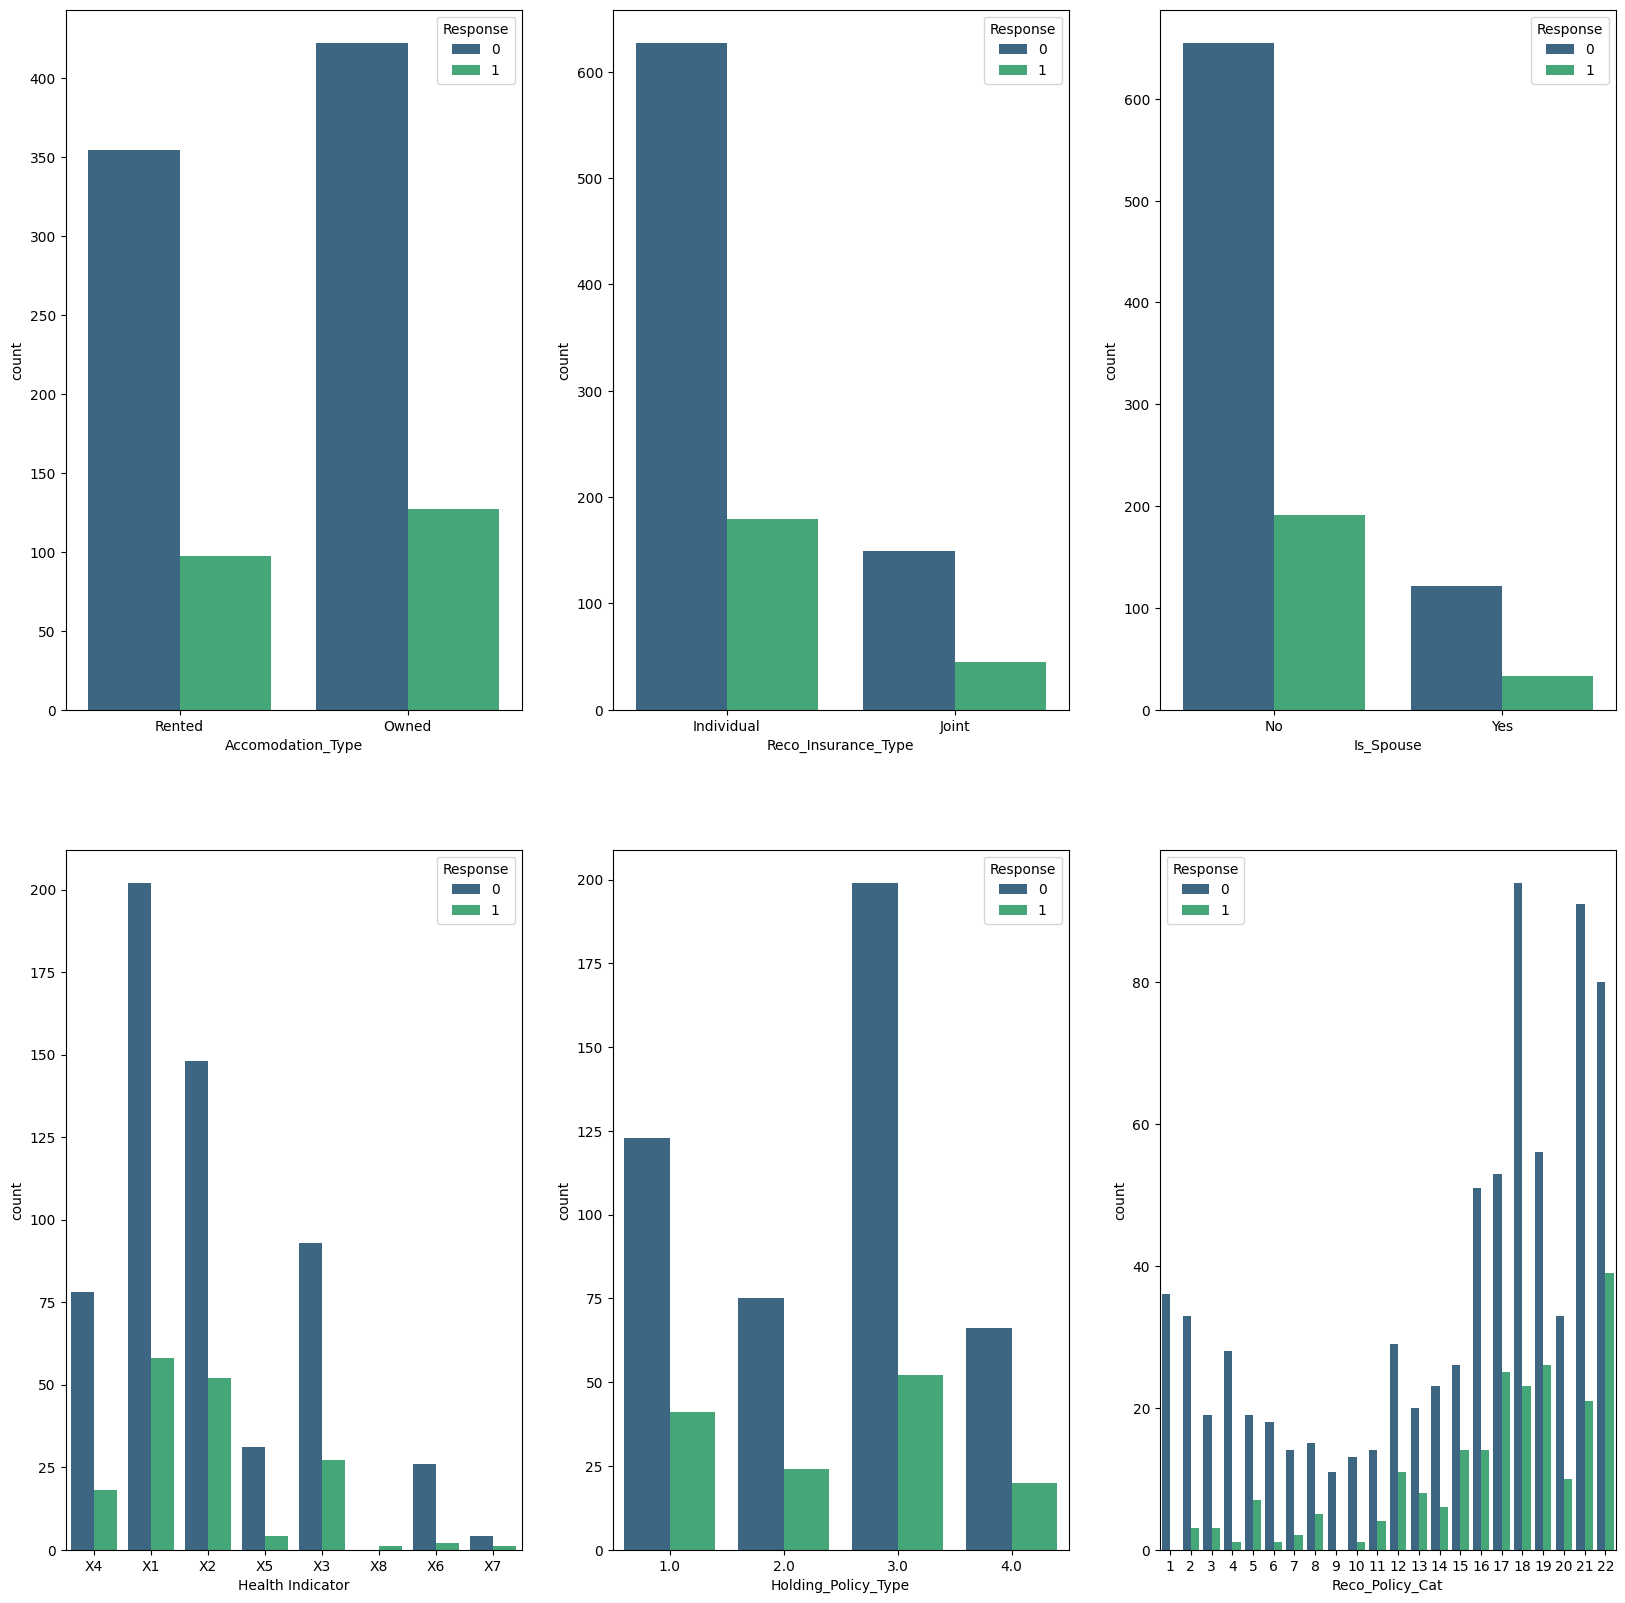 Response
0
1
400
350
300
250
200
150
100
50
0
count
Rented Owned
Accomodation_Type
Response
0
1
600
500
400
300
200
100
0
count
Individual Joint
Reco_Insurance_Type
Response
0
1
600
500
400
300
200
100
0
count
No Yes
Is_Spouse
Response
0
1
200
175
150
125
100
75
50
25
0
count
X4 X1 X2 X5 X3 X8 X6 X7
Health Indicator
Response
0
1
200
175
150
125
100
75
50
25
0
count
1.0 2.0 3.0 4.0
Holding_Policy_Type
Response
0
1
80
60
40
20
0
count
1 2 3 4 5 6 7 8 9 10 11 12 13 14 15 16 17 18 19 20 21 22
Reco_Policy_Cat